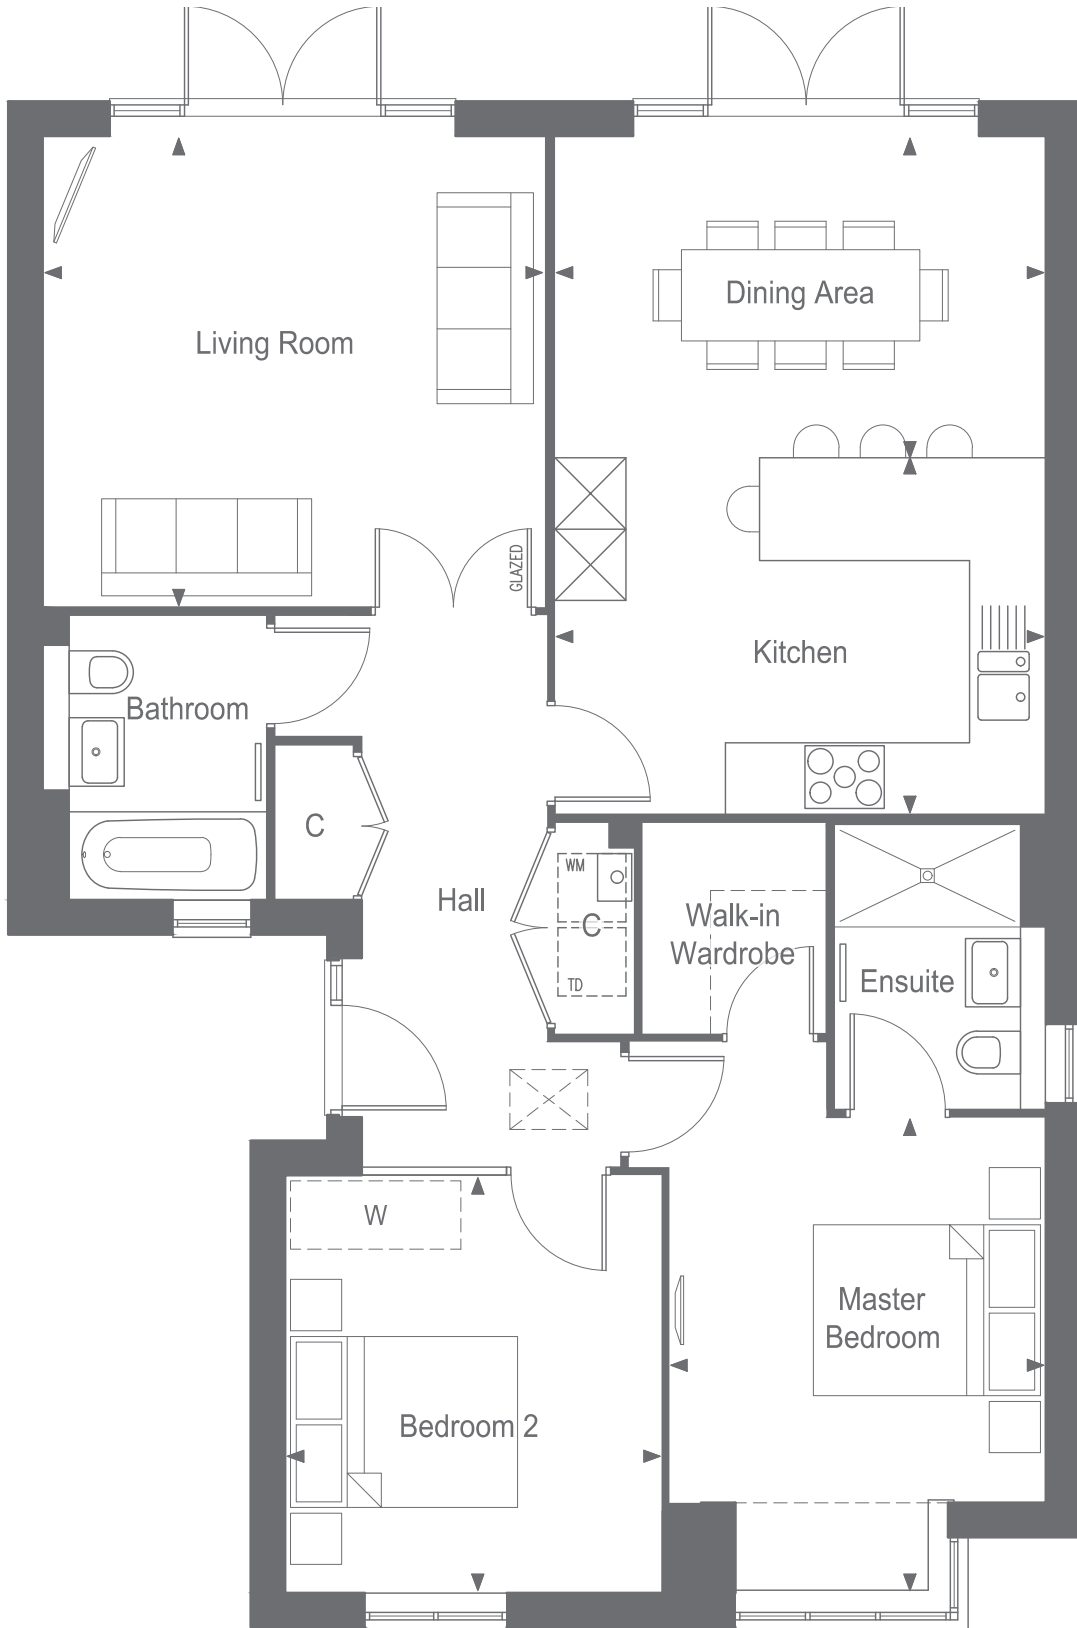 Dining Area
Living Room
GLAZED
Kitchen
Bathroom
C
WM
Hall
C
Walk-in
Wardrobe
Ensuite
TD
W
Master
Bedroom
Bedroom 2